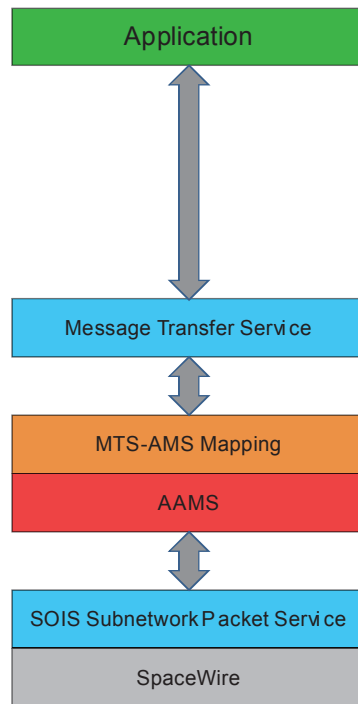 Application
Message Transfer Service
MTS-AMS Mapping
AAMS
SOIS Subnetwork Packet Service
SpaceWire